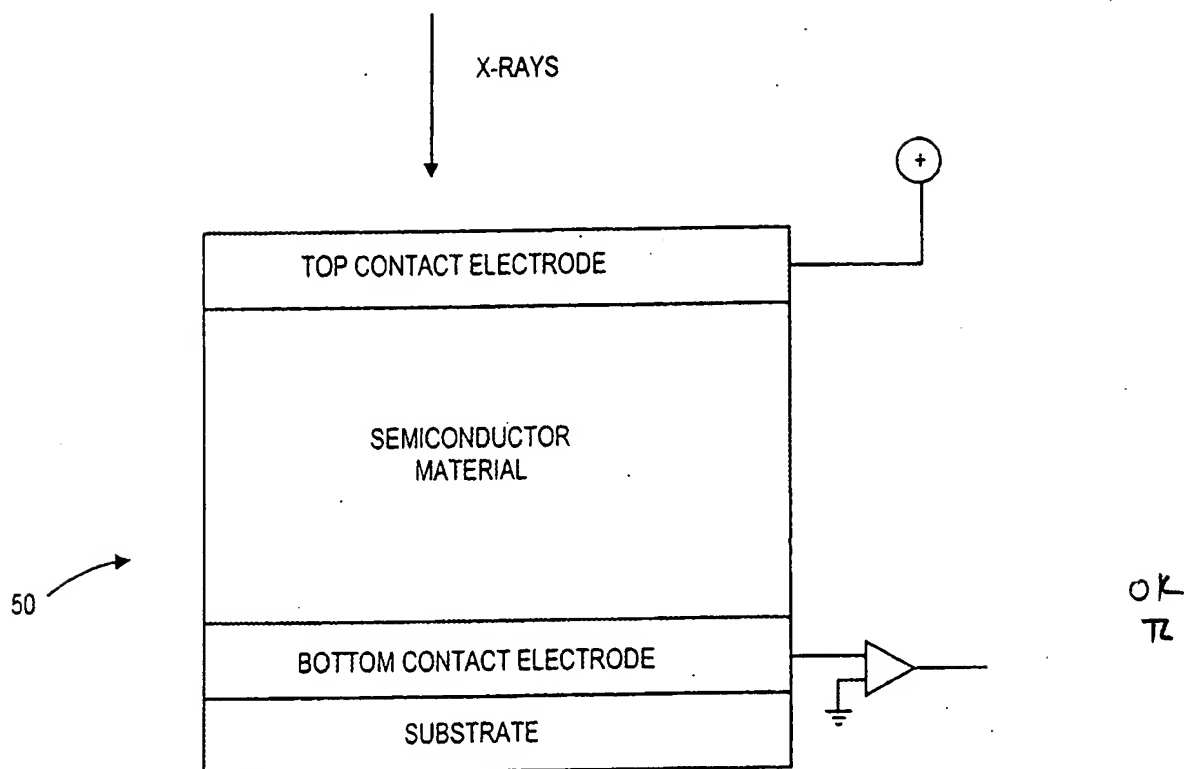 X-RAYS
+
TOP CONTACT ELECTRODE
SEMICONDUCTOR
MATERIAL
50
OK
BOTTOM CONTACT ELECTRODE
SUBSTRATE